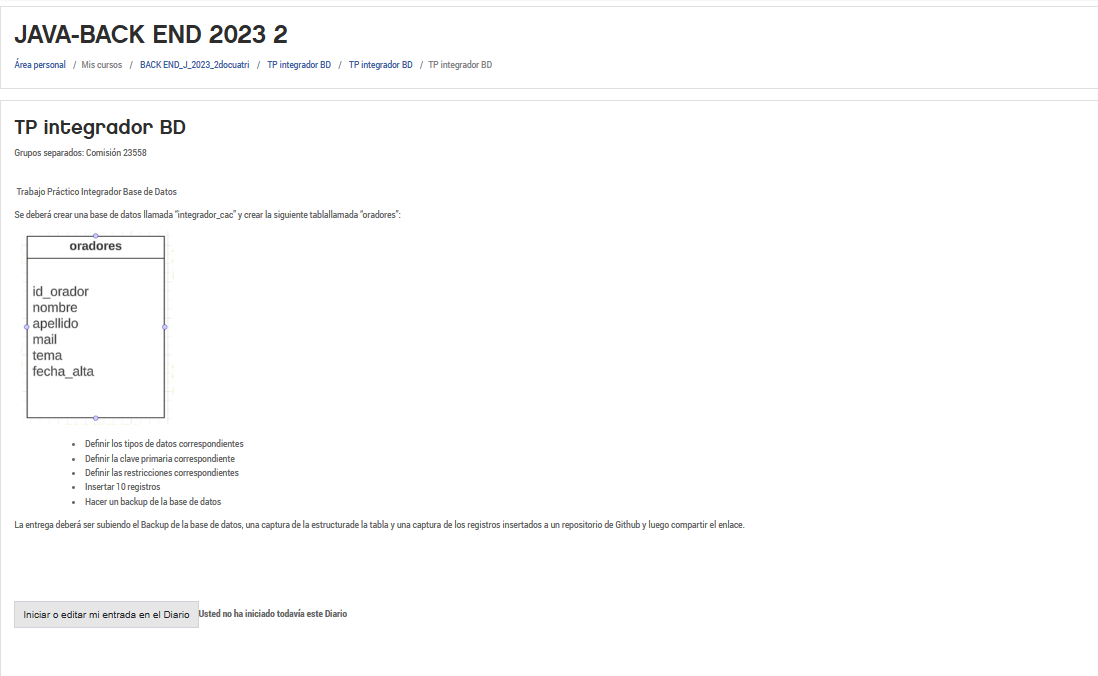 JAVA-BACK END 2023 2
Área personal / Mis cursos / BACK END_J_2023_2docuatri / TP integrador BD / TP integrador BD / TP integrador BD
TP integrador BD
Grupos separados: Comisión 23558
Trabajo Práctico Integrador Base de Datos
Se deberá crear una base de datos llamada “integrador_cac” y crear la siguiente tablallamada “oradores”:
oradores
id_orador
nombre
apellido
mail
tema
fecha_alta
• Definir los tipos de datos correspondientes
• Definir la clave primaria correspondiente
• Definir las restricciones correspondientes
• Insertar 10 registros
• Hacer un backup de la base de datos
La entrega deberá ser subiendo el Backup de la base de datos, una captura de la estructurade la tabla y una captura de los registros insertados a un repositorio de Github y luego compartir el enlace.
Iniciar o editar mi entrada en el Diario Usted no ha iniciado todavía este Diario